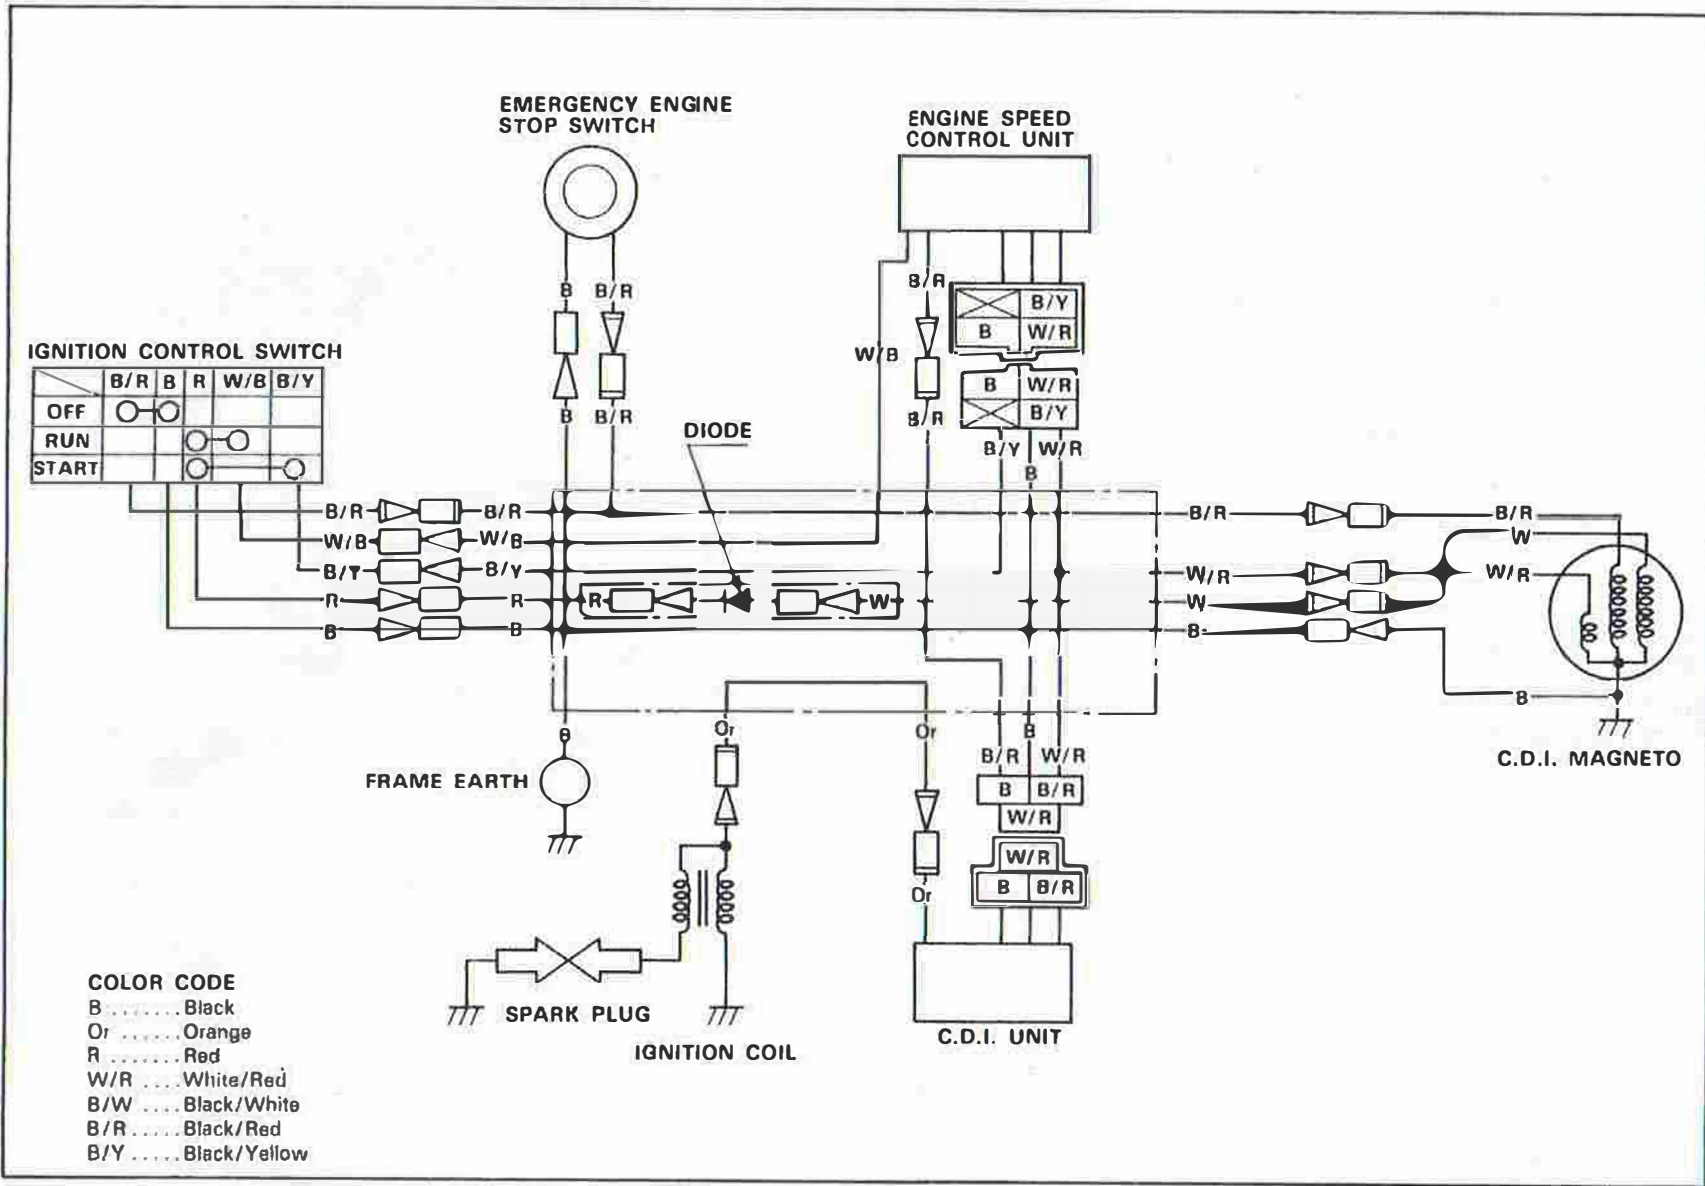 EMERGENCY ENGINE
STOP SWITCH
ENGINE SPEED
CONTROL UNIT
B B/R
B/R
B/Y
B W/R
IGNITION CONTROL SWITCH
W/B
B/R B R W/B B/Y
OFF
RUN
START
B W/R
B/Y
B B/R
B/R
DIODE
B/Y W/R
B
B/R B/R
W/B W/B
B/Y B/Y
R R
B B
R W
B/R B/R
W
W/R W/R
W
B
B
B
Or Or
B
B/R W/R
B B/R
W/R
W/R
B B/R
Or
FRAME EARTH
C.D.I. MAGNETO
SPARK PLUG
IGNITION COIL
C.D.I. UNIT
COLOR CODE
B ....... Black
Or ...... Orange
R ....... Red
W/R .... White/Red
B/W .... Black/White
B/R ..... Black/Red
B/Y ..... Black/Yellow